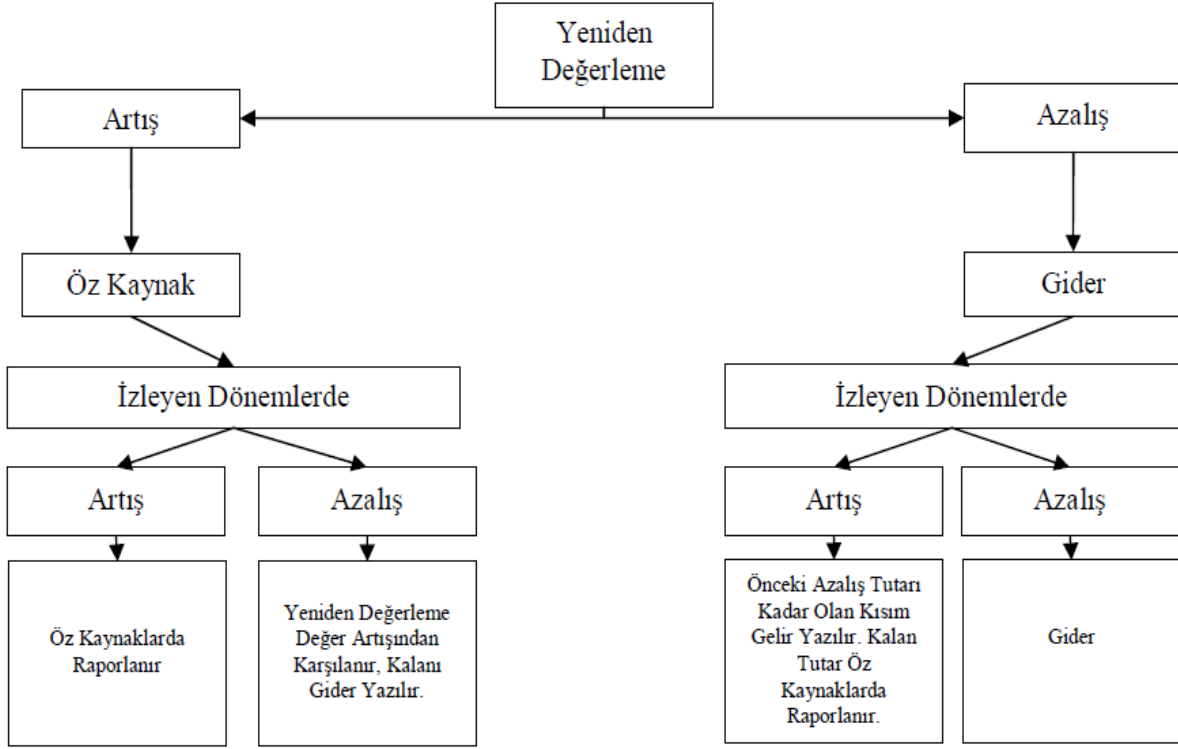 Yeniden
Değerleme
Artış
Azalış
Öz Kaynak
Gider
İzleyen Dönemlerde
İzleyen Dönemlerde
Artış
Azalış
Artış
Azalış
Öz Kaynaklarda
Raporlanır
Yeniden Değerleme
Değer Artışından
Karşılanır, Kalanı
Gider Yazılır.
Önceki Azalış Tutarı
Kadar Olan Kısım
Gelir Yazılır. Kalan
Tutar Öz
Kaynaklarda
Raporlanır.
Gider